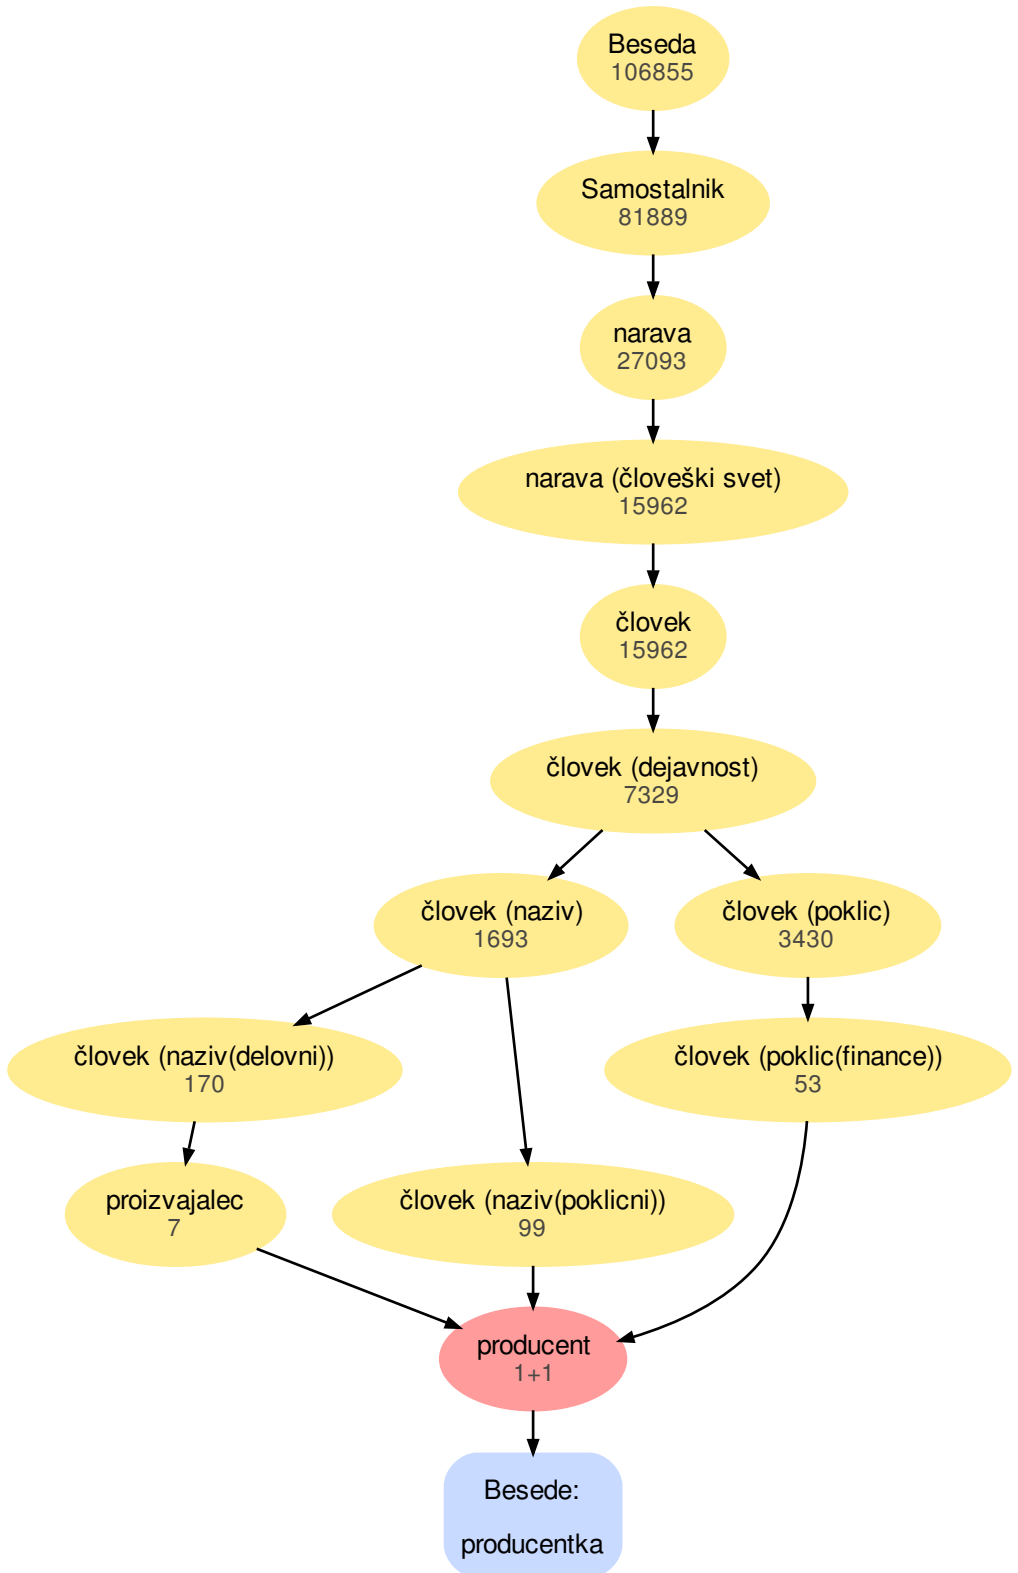 Beseda
106855
Samostalnik
81889
narava
27093
narava (človeški svet)
15962
človek
15962
človek (dejavnost)
7329
človek (naziv)
1693
človek (poklic)
3430
človek (naziv(delovni))
170
človek (poklic(finance))
53
proizvajalec
7
človek (naziv(poklicni))
99
producent
1+1
Besede:
producentka